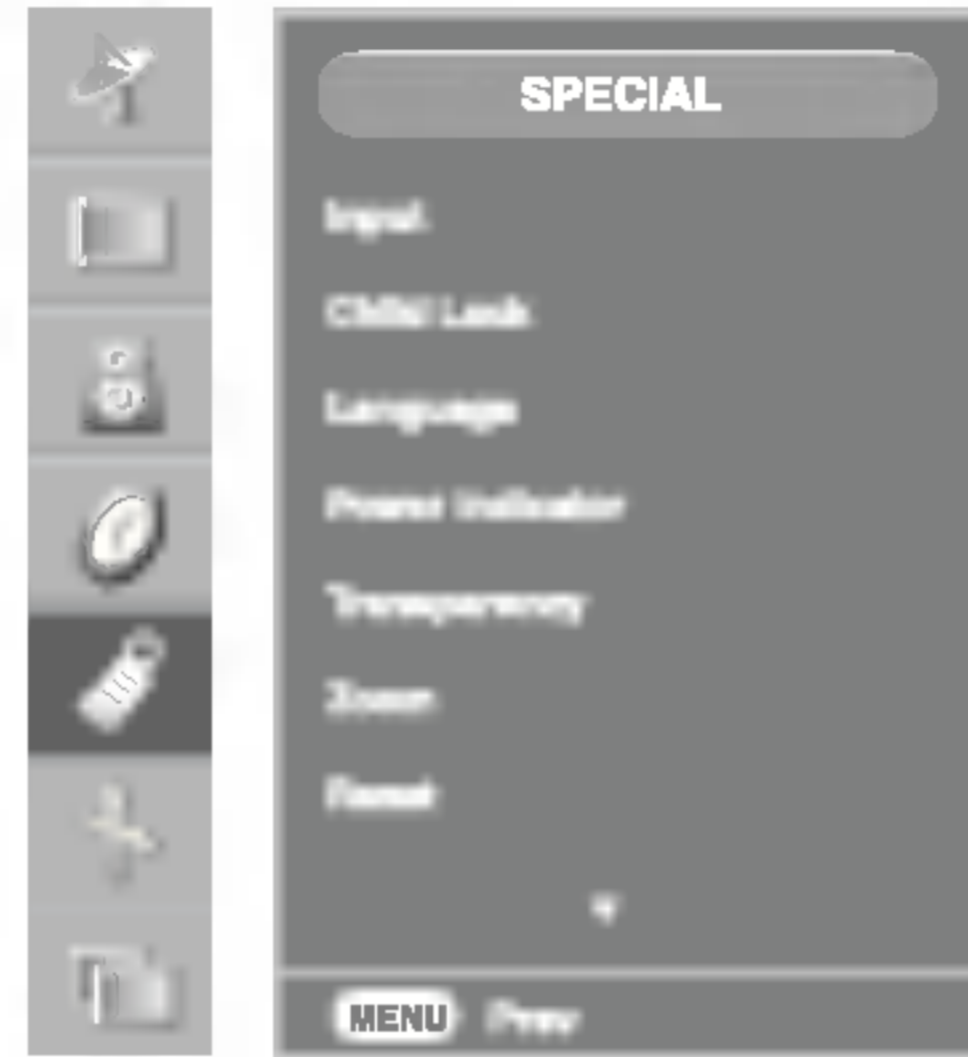 SPECIAL
Input
Child Lock
Language
Power Indicator
Transparency
Zoom
Reset
MENU Prev